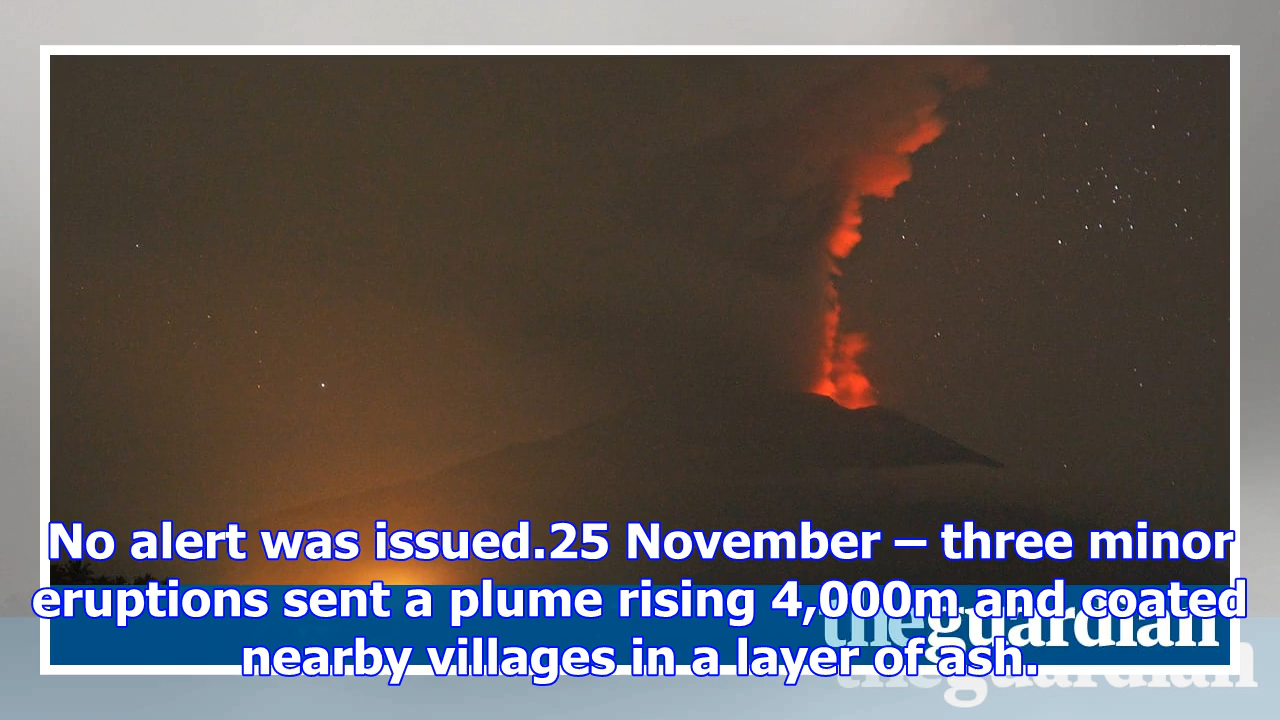 No alert was issued.25 November – three minor
eruptions sent a plume rising 4,000m and coated
nearby villages in a layer of ash.
theguardian
theguardian